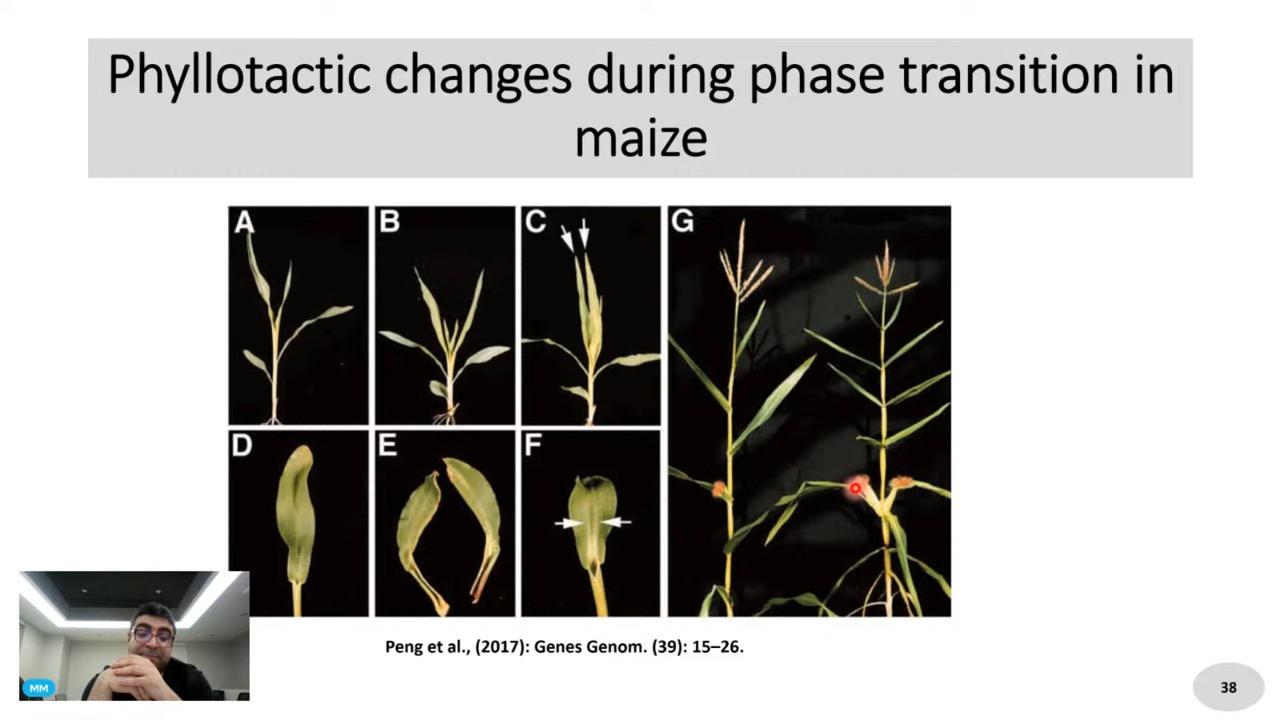 Phyllotactic changes during phase transition in
maize
A
B
C
G
D
E
F
Peng et al., (2017): Genes Genom. (39): 15–26.
MM
38